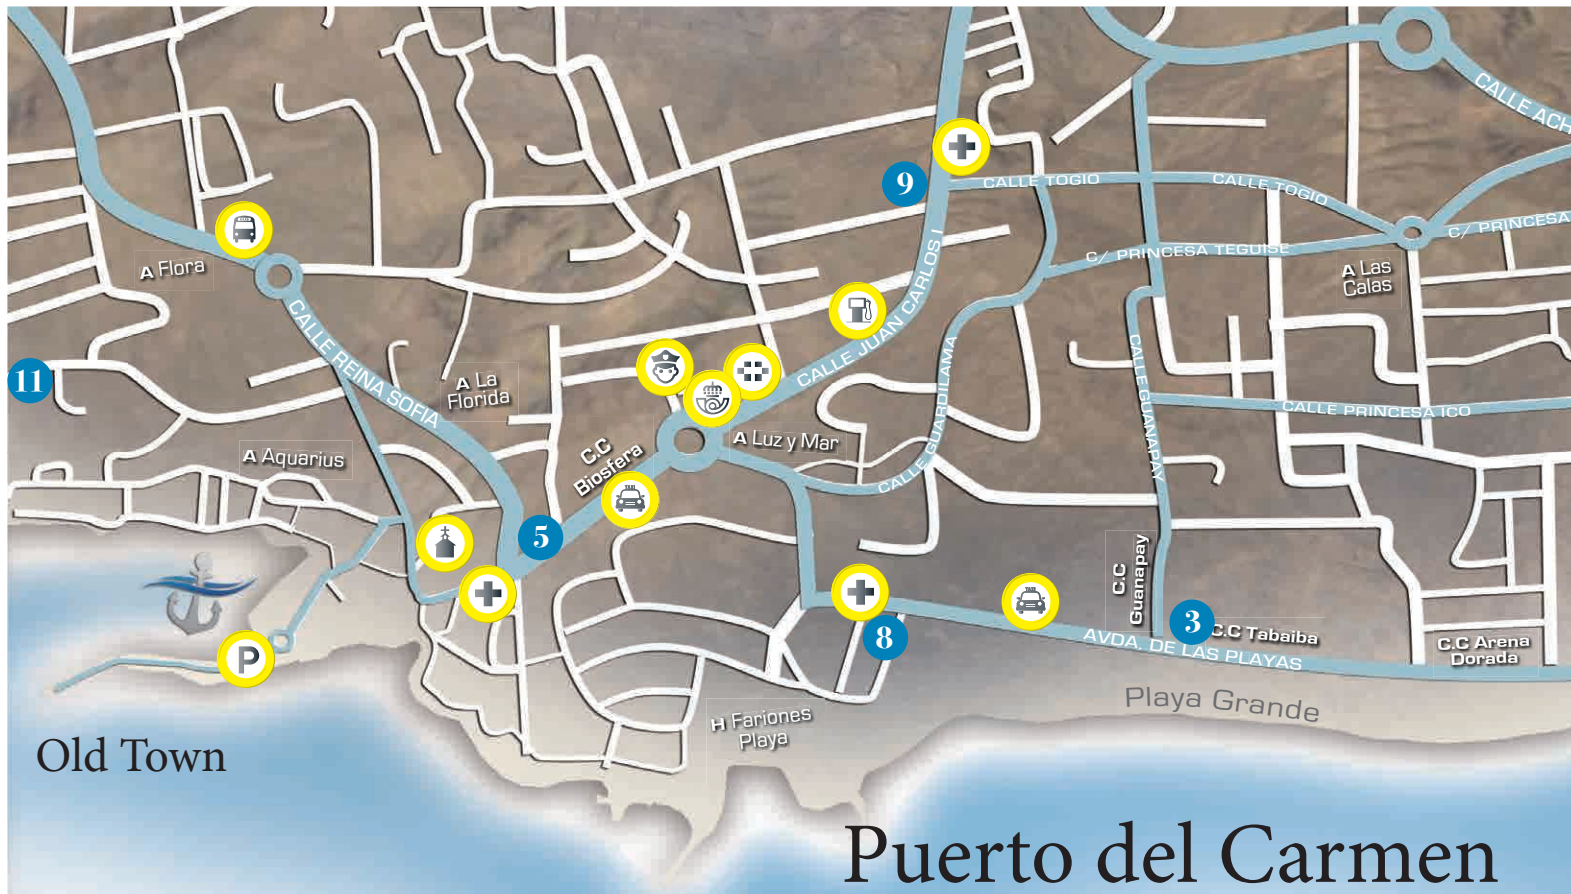 CALLE ACH
9
CALLE TOGIO
CALLE TOGIO
C/ PRINCESA
C/ PRINCESA TEGUISE
A Flora
A Las
Calas
CALLE JUAN CARLOS I
CALLE REINA SOFIA
11
A La
Florida
CALLE GUARDILAMA
CALLE GUANAPAY
CALLE PRINCESA ICO
A Aquarius
C.C
Biosfera
A Luz y Mar
TAXI
5
C.C
Guanapay
TAXI
8
3
C.C Tabaiba
AVDA. DE LAS PLAYAS
C.C Arena
Dorada
P
Playa Grande
H Fariones
Playa
Old Town
Puerto del Carmen